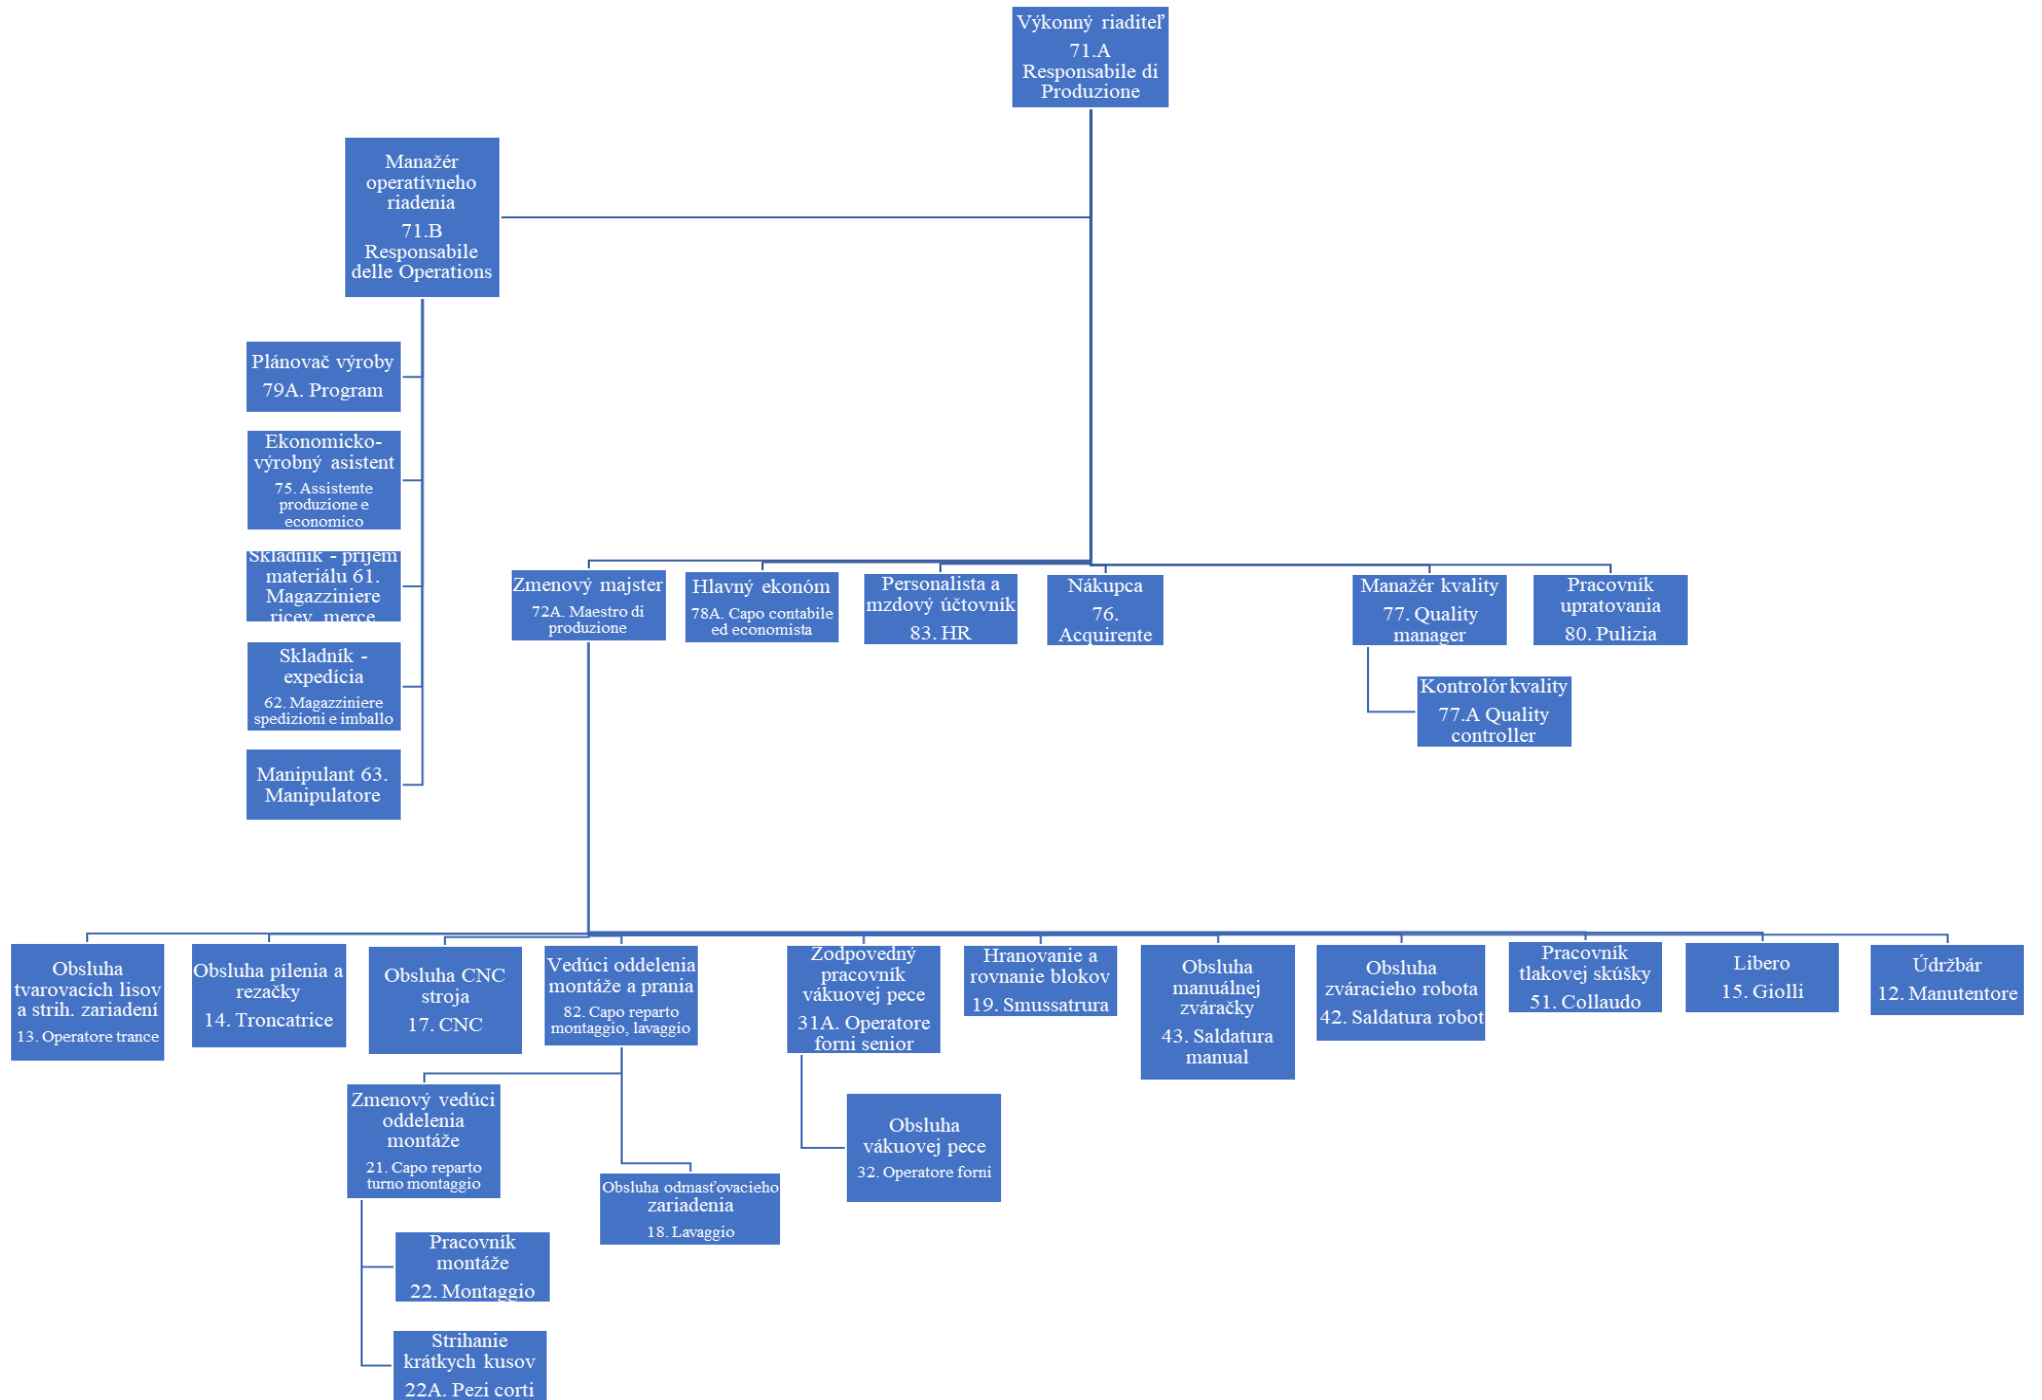 Výkonný riaditeľ
71.A
Responsabile di
Produzione
Manažér
operatívneho
riadenia
71.B
Responsabile
delle Operations
Plánovač výroby
79A. Program
Ekonomicko-
výrobný asistent
75. Assistente
produzione e
economico
Skladník - príjem
materiálu 61.
Magazziniere
ricev. merce
Skladník -
expedícia
62. Magazziniere
spedizioni e imballo
Manipulant 63.
Manipulatore
Zmenový majster
72A. Maestro di
produzione
Hlavný ekonóm
78A. Capo contabile
ed economista
Personalista a
mzdový účtovník
83. HR
Nákupca
76.
Acquirente
Manažér kvality
77. Quality
manager
Pracovník
upratovania
80. Pulizia
Kontrolór kvality
77.A Quality
controller
Obsluha
tvarovacích lisov
a strih. zariadení
13. Operatore trance
Obsluha pílenia a
rezačky
14. Troncatrice
Obsluha CNC
stroja
17. CNC
Vedúci oddelenia
montáže a prania
82. Capo reparto
montaggio, lavaggio
Zodpovedný
pracovník
vákuovej pece
31A. Operatore
forni senior
Hranovanie a
rovnanie blokov
19. Smussatrura
Obsluha
manuálnej
zváračky
43. Saldatura
manual
Obsluha
zváracieho robota
42. Saldatura robot
Pracovník
tlakovej skúšky
51. Collaudo
Libero
15. Giolli
Údržbár
12. Manutentore
Zmenový vedúci
oddelenia
montáže
21. Capo reparto
turno montaggio
Obsluha odmasťovacieho
zariadenia
18. Lavaggio
Obsluha
vákuovej pece
32. Operatore forni
Pracovník
montáže
22. Montaggio
Strihanie
krátkych kusov
22A. Pezi corti